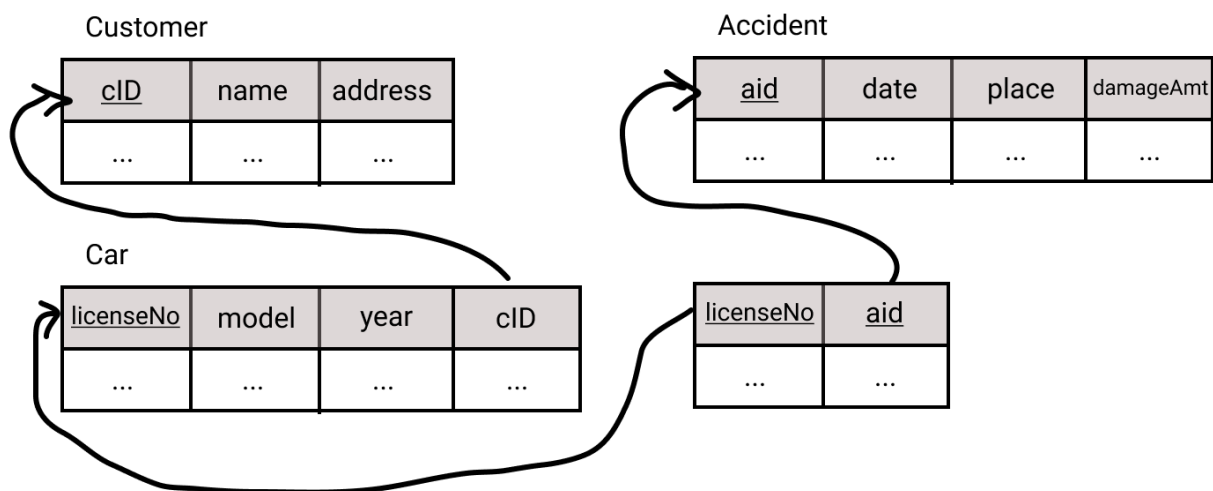 Customer
cID name address
... ... ...
Accident
aid date place damageAmt
... ... ... ...
Car
licenseNo model year cID
... ... ... ...
licenseNo aid
... ...